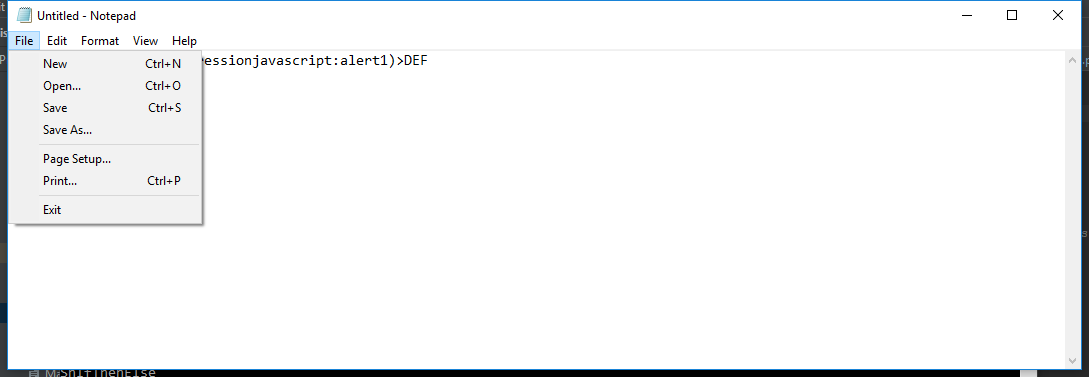 Untitled - Notepad
File Edit Format View Help
New Ctrl+N
essionjavascript:alert1)>DEF
Open... Ctrl+O
Save Ctrl+S
Save As...
Page Setup...
Print... Ctrl+P
Exit